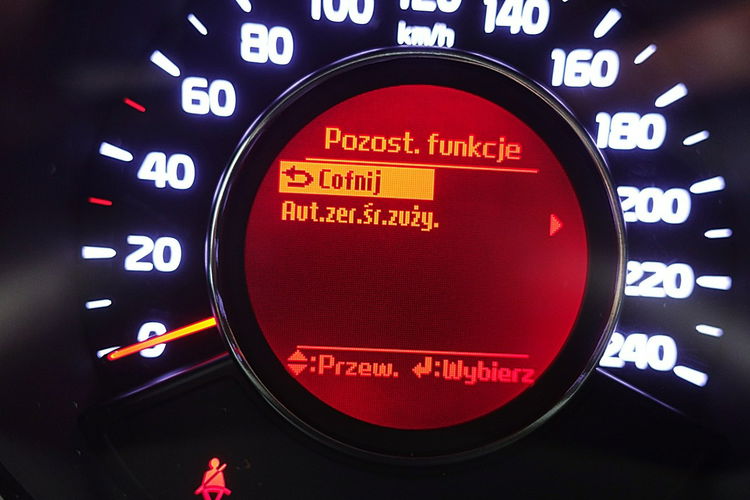 100 120 140
km/h
80 160
60 180
Pozost. funkcje
40 Cofnij 200
Aut.zer.śr.zuży.
20 220
0 240
:Przew. :Wybierz